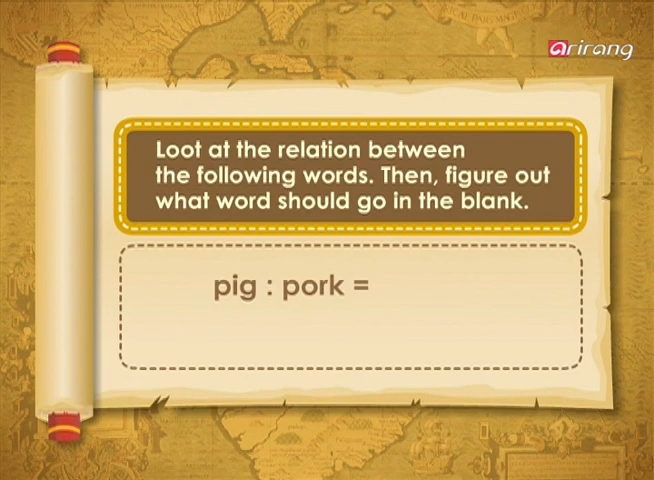 arirang
Loot at the relation between
the following words. Then, figure out
what word should go in the blank.
pig : pork =